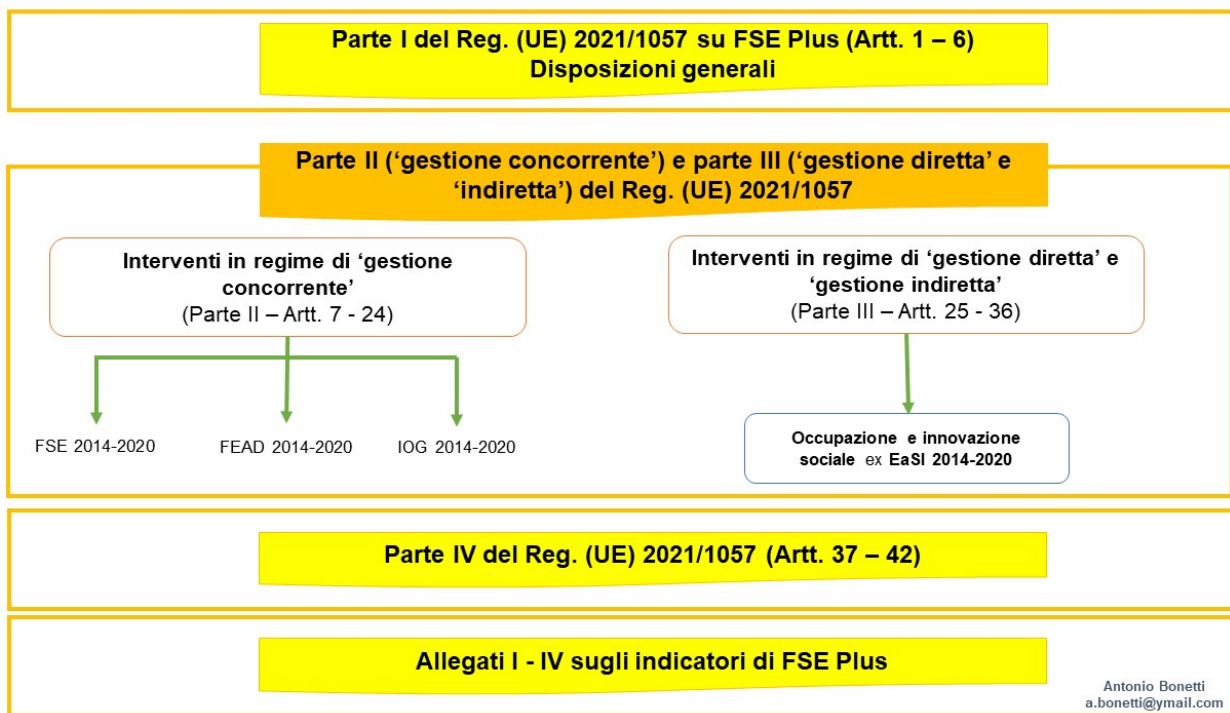 Parte I del Reg. (UE) 2021/1057 su FSE Plus (Artt. 1 – 6)
Disposizioni generali
Parte II (‘gestione concorrente’) e parte III (‘gestione diretta’ e
‘indiretta’) del Reg. (UE) 2021/1057
Interventi in regime di ‘gestione
concorrente’
(Parte II – Artt. 7 - 24)
Interventi in regime di ‘gestione diretta’ e
‘gestione indiretta’
(Parte III – Artt. 25 - 36)
FSE 2014-2020
FEAD 2014-2020
IOG 2014-2020
Occupazione e innovazione
sociale ex EaSI 2014-2020
Parte IV del Reg. (UE) 2021/1057 (Artt. 37 – 42)
Allegati I - IV sugli indicatori di FSE Plus
Antonio Bonetti
a.bonetti@ymail.com